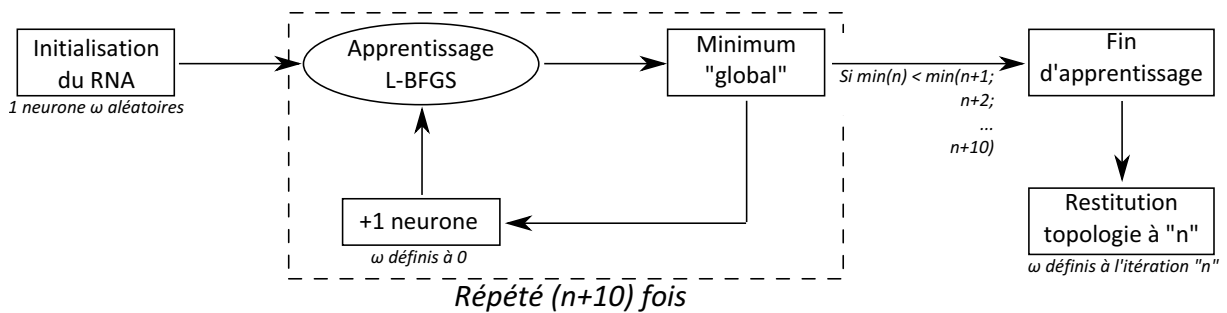 Initialisation
du RNA
1 neurone ω aléatoires
Apprentissage
L-BFGS
Minimum
"global"
+1 neurone
ω définis à 0
Répété (n+10) fois
Si min(n) < min(n+1;
n+2;
...
n+10)
Fin
d'apprentissage
Restitution
topologie à "n"
ω définis à l'itération "n"